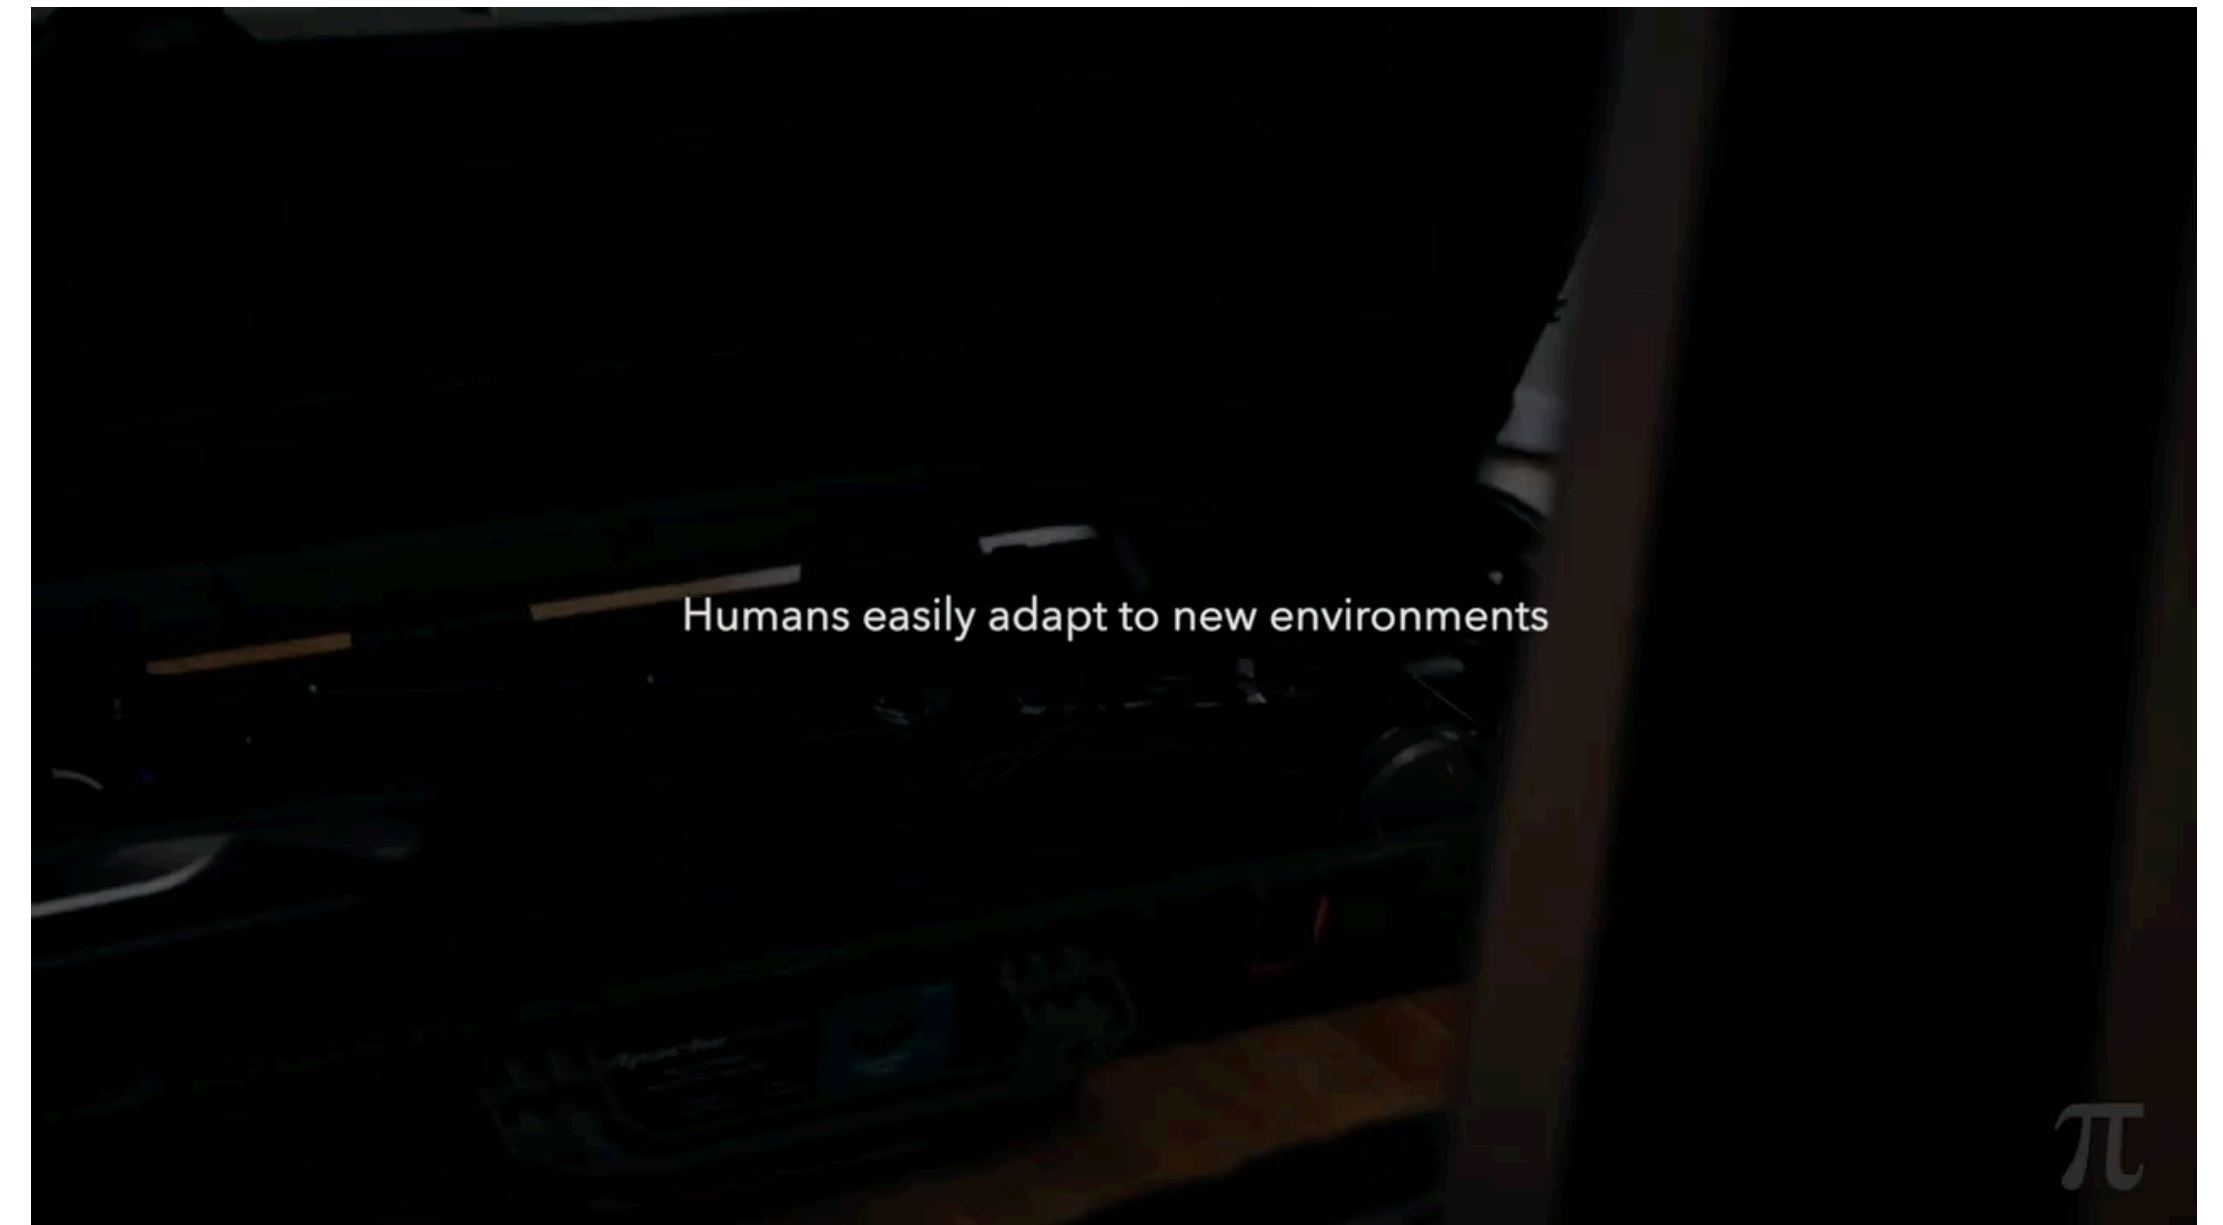 Humans easily adapt to new environments
π